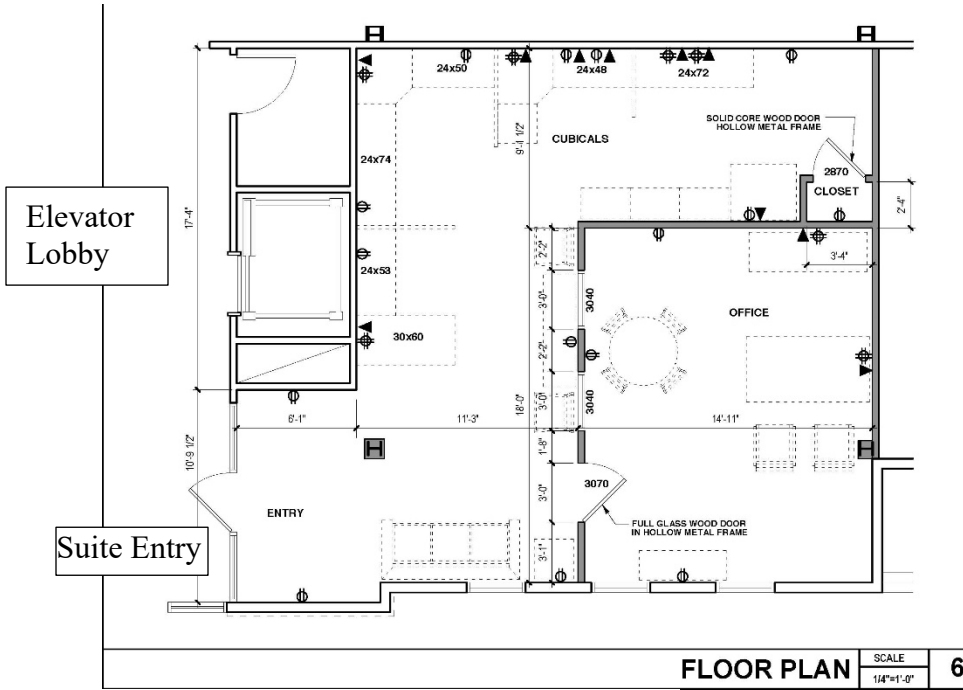 24x50
24x48
24x72
SOLID CORE WOOD DOOR
HOLLOW METAL FRAME
9'-1 1/2"
CUBICALS
24x74
2870
CLOSET
2'-4"
Elevator
Lobby
17'-4"
2'-2"
3'-4"
24x53
3'-0"
3040
OFFICE
30x60
2'-2"
3'-0"
3040
18'-0"
6'-1"
11'-3"
14'-11"
10'-9 1/2"
1'-8"
3'-0"
3070
ENTRY
FULL GLASS WOOD DOOR
IN HOLLOW METAL FRAME
Suite Entry
3'-1"
FLOOR PLAN
SCALE
1/4"=1'-0"
6